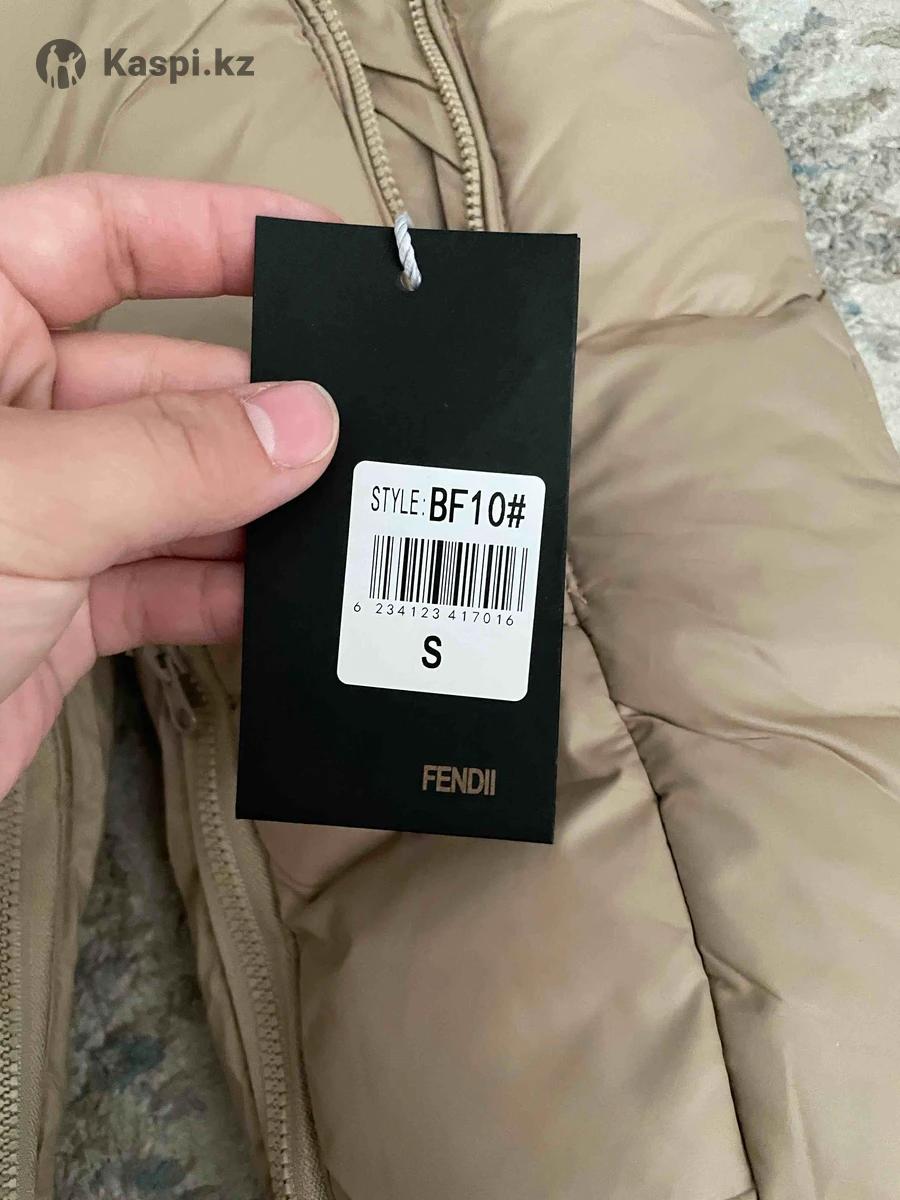 Kaspi.kz
STYLE: BF10#
6 234123 417016
S
FENDII